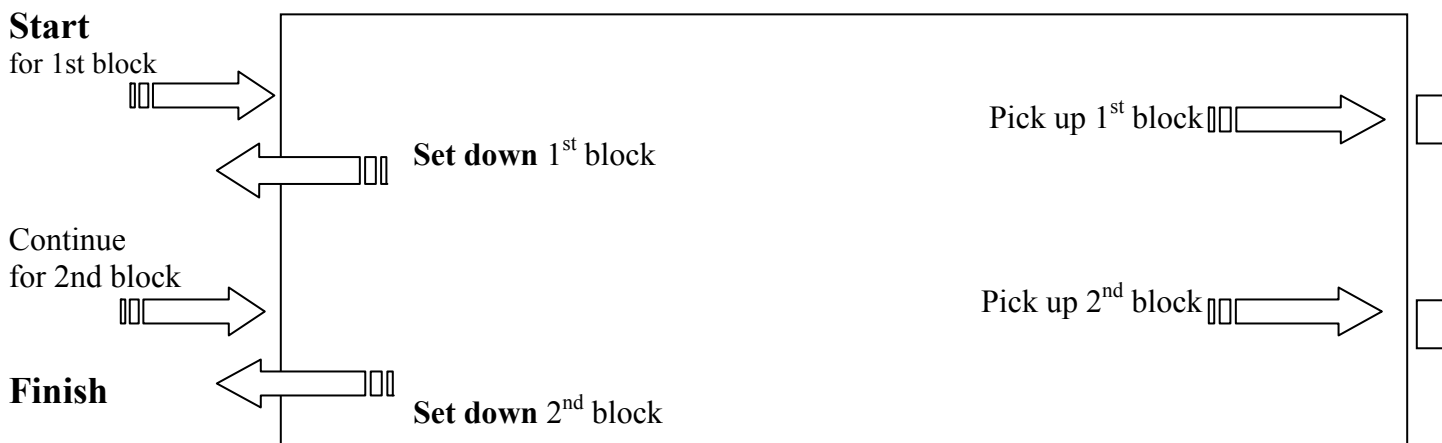 Start
for 1st block
Pick up 1st block
Set down 1st block
Continue
for 2nd block
Pick up 2nd block
Finish
Set down 2nd block